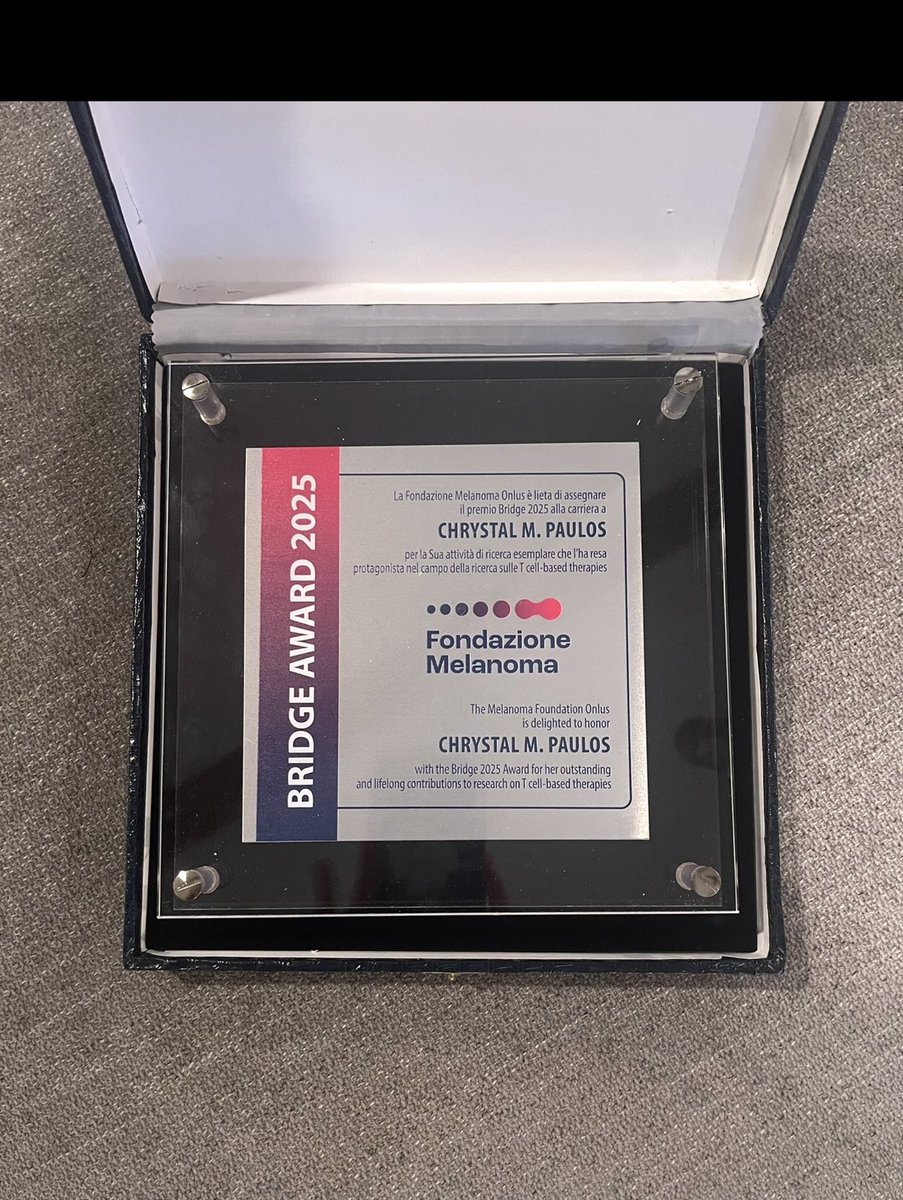 BRIDGE AWARD 2025
La Fondazione Melanoma Onlus è lieta di assegnare
il premio Bridge 2025 alla carriera a
CHRYSTAL M. PAULOS
per la Sua attività di ricerca esemplare che l'ha resa
protagonista nel campo della ricerca sulle T cell-based therapies
Fondazione
Melanoma
The Melanoma Foundation Onlus
is delighted to honor
CHRYSTAL M. PAULOS
with the Bridge 2025 Award for her outstanding
and lifelong contributions to research on T cell-based therapies